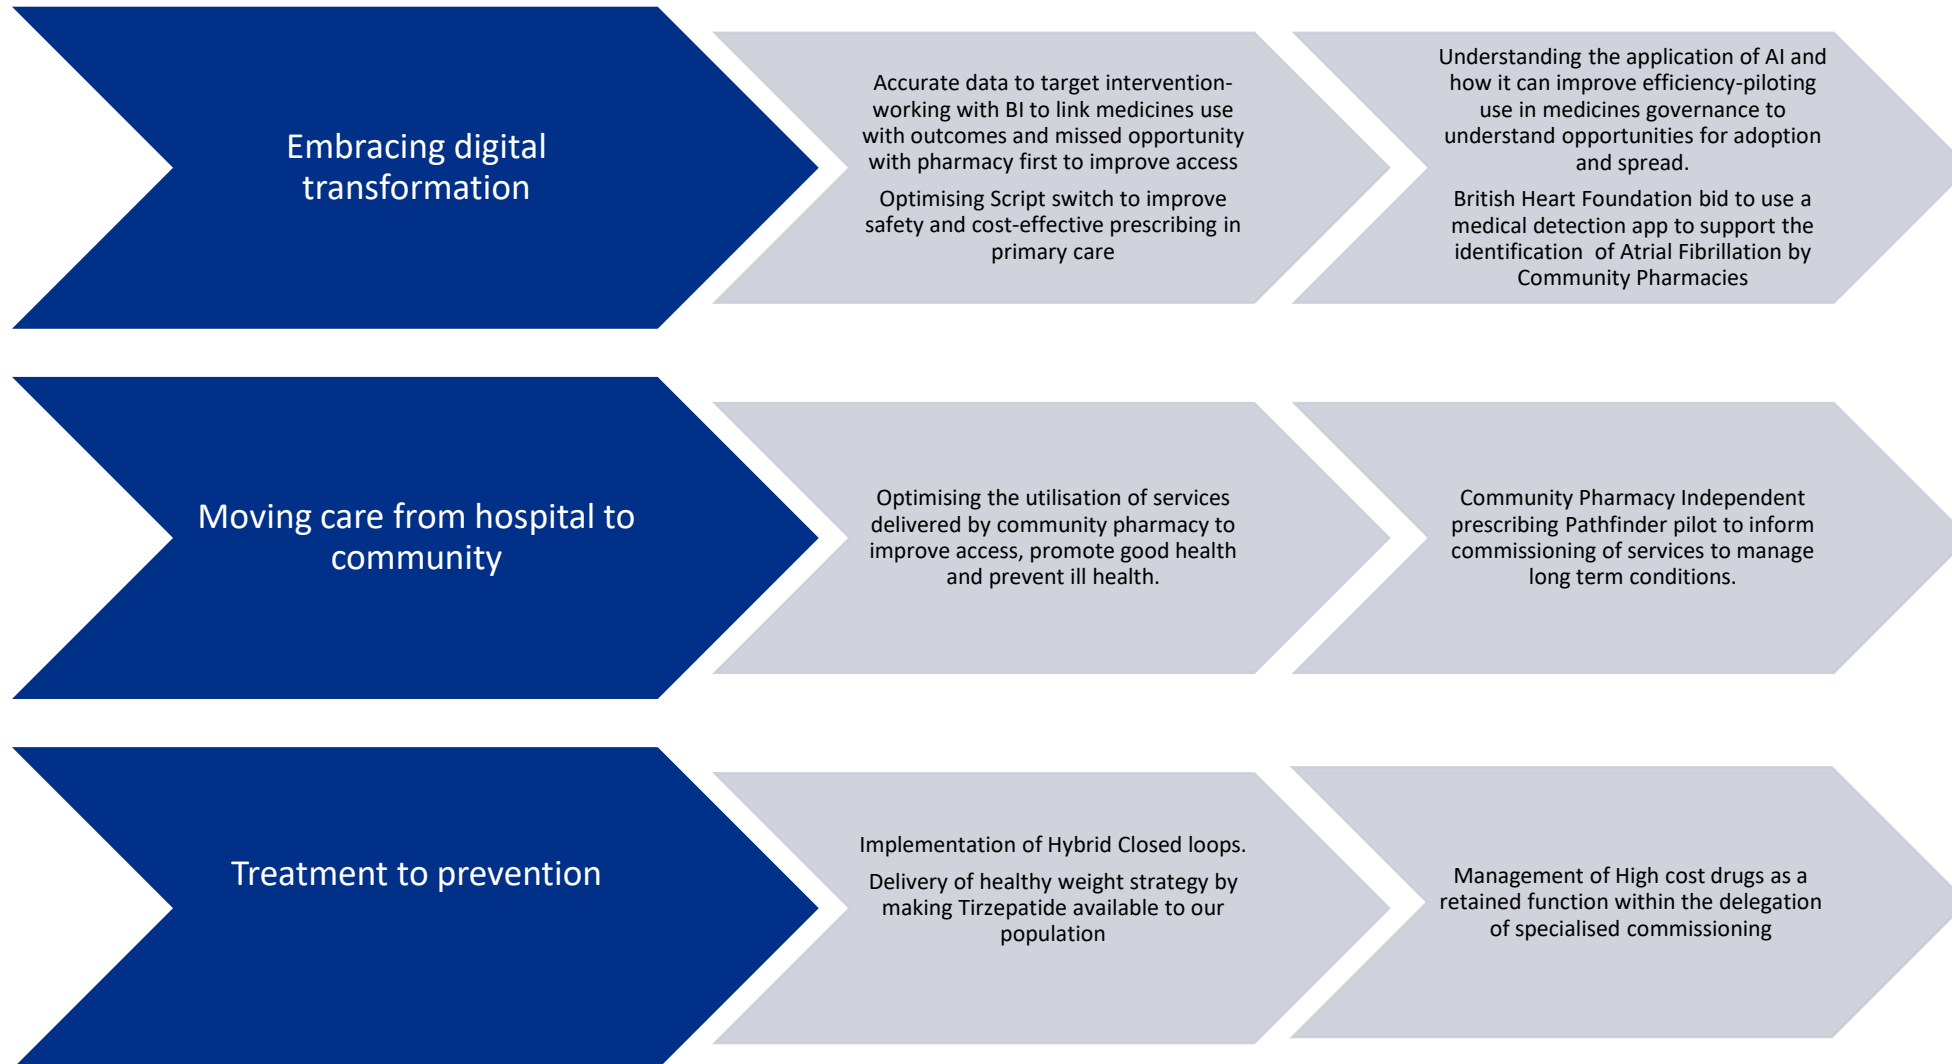 Embracing digital
transformation
Accurate data to target intervention-
working with BI to link medicines use
with outcomes and missed opportunity
with pharmacy first to improve access
Optimising Script switch to improve
safety and cost-effective prescribing in
primary care
Understanding the application of AI and
how it can improve efficiency-piloting
use in medicines governance to
understand opportunities for adoption
and spread.
British Heart Foundation bid to use a
medical detection app to support the
identification  of Atrial Fibrillation by
Community Pharmacies
Moving care from hospital to
community
Optimising the utilisation of services
delivered by community pharmacy to
improve access, promote good health
and prevent ill health.
Community Pharmacy Independent
prescribing Pathfinder pilot to inform
commissioning of services to manage
long term conditions.
Treatment to prevention
Implementation of Hybrid Closed loops.
Delivery of healthy weight strategy by
making Tirzepatide available to our
population
Management of High cost drugs as a
retained function within the delegation
of specialised commissioning